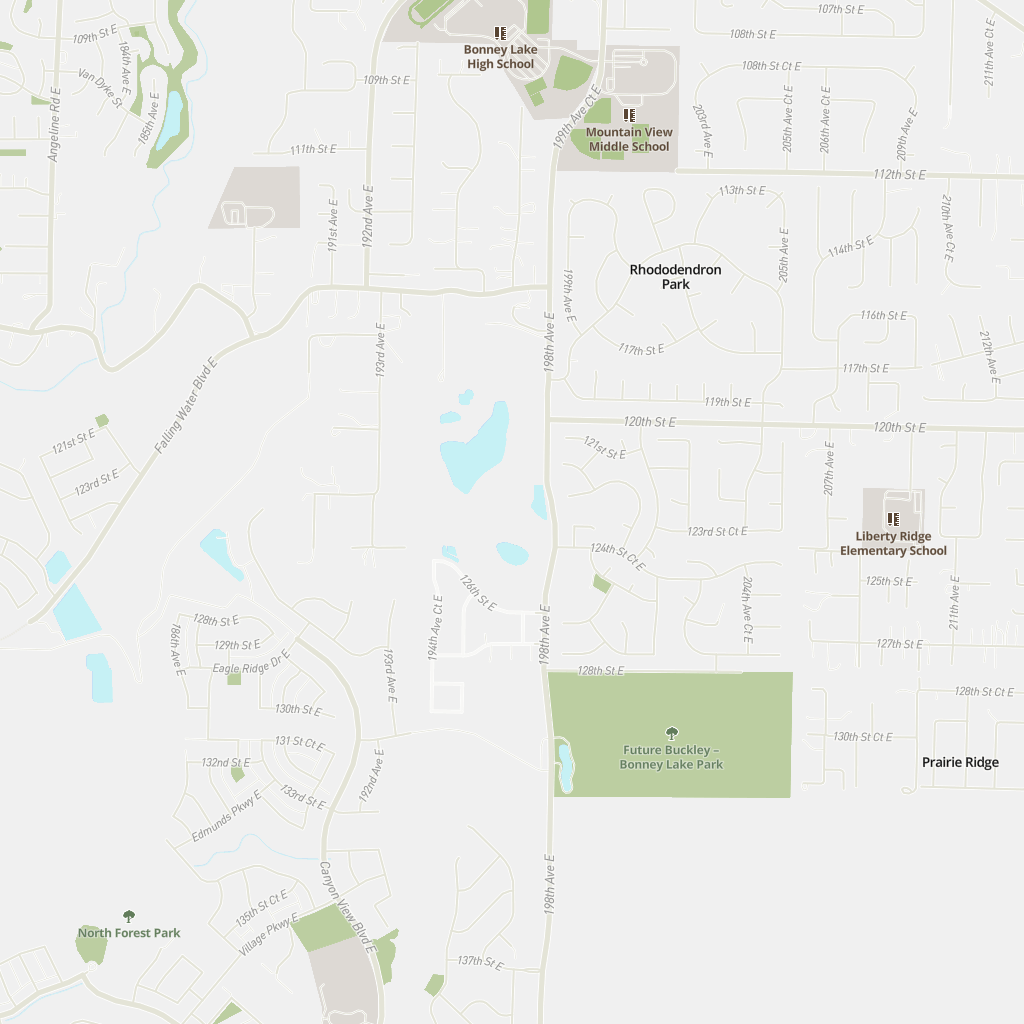 107th St E
108th St E
109th St E
184th Ave E
Van Dyke St
185th Ave E
Angeline Rd E
Bonney Lake
High School
109th St E
108th St Ct E
211th Ave Ct E
199th Ave Ct E
Mountain View
Middle School
203rd Ave E
205th Ave Ct E
206th Ave Ct E
209th Ave E
111th St E
112th St E
191st Ave E
192nd Ave E
113th St E
210th Ave Ct E
114th St E
205th Ave E
Rhododendron
Park
199th Ave E
116th St E
198th Ave E
193rd Ave E
117th St E
212th Ave E
117th St E
Falling Water Blvd E
119th St E
120th St E
120th St E
121st St E
121st St E
123rd St E
207th Ave E
123rd St Ct E
Liberty Ridge
Elementary School
124th St Ct E
126th St E
125th St E
204th Ave Ct E
211th Ave E
194th Ave Ct E
198th Ave E
128th St E
186th Ave E
129th St E
Eagle Ridge Dr E
193rd Ave E
127th St E
128th St E
128th St Ct E
130th St E
131 St Ct E
130th St Ct E
Future Buckley –
Bonney Lake Park
Prairie Ridge
132nd St E
192nd Ave E
133rd St E
Edmunds Pkwy E
198th Ave E
Canyon View Blvd E
135th St Ct E
Village Pkwy E
North Forest Park
137th St E